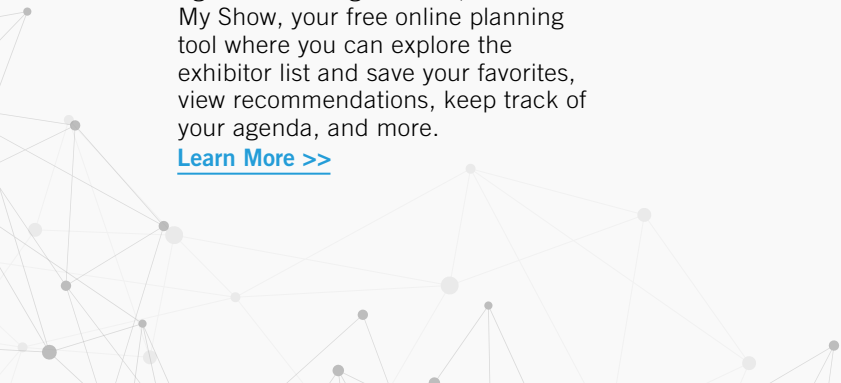 My Show, your free online planning
tool where you can explore the
exhibitor list and save your favorites,
view recommendations, keep track of
your agenda, and more.
Learn More >>